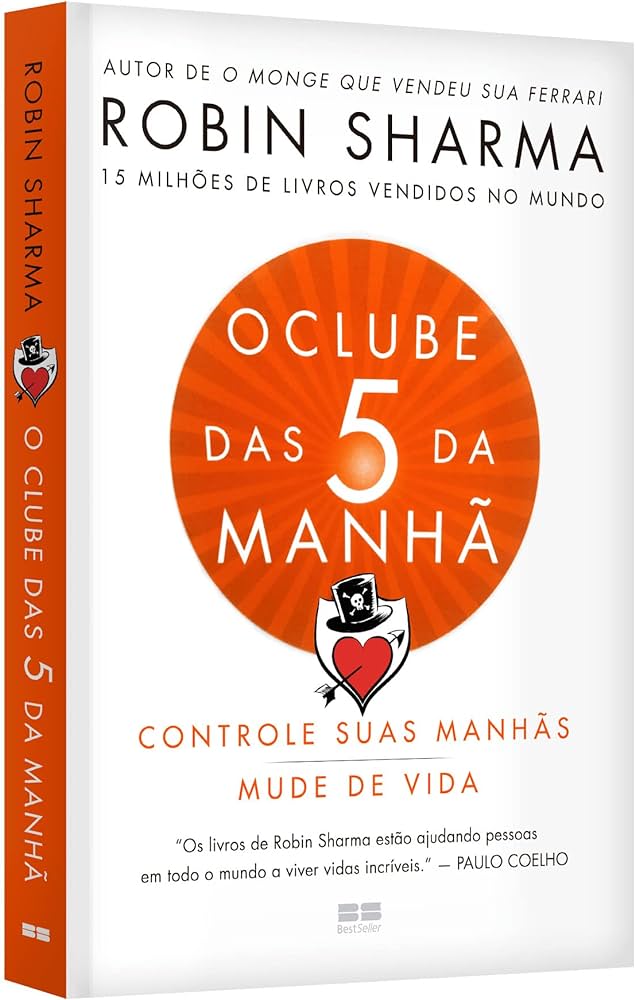 AUTOR DE O MONGE QUE VENDEU SUA FERRARI
ROBIN SHARMA
15 MILHÕES DE LIVROS VENDIDOS NO MUNDO
O CLUBE
DAS 5 DA
MANHÃ
CONTROLE SUAS MANHÃS
MUDE DE VIDA
“Os livros de Robin Sharma estão ajudando pessoas
em todo o mundo a viver vidas incríveis.” — PAULO COELHO
BS
BestSeller
ROBIN SHARMA
O CLUBE DAS 5 DA MANHÃ
BS